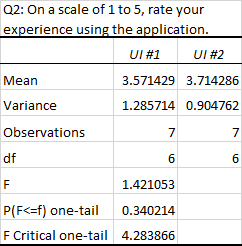 Q2: On a scale of 1 to 5, rate your
experience using the application.
UI #1 UI #2
Mean 3.571429 3.714286
Variance 1.285714 0.904762
Observations 7 7
df 6 6
F 1.421053
P(F<=f) one-tail 0.340214
F Critical one-tail 4.283866